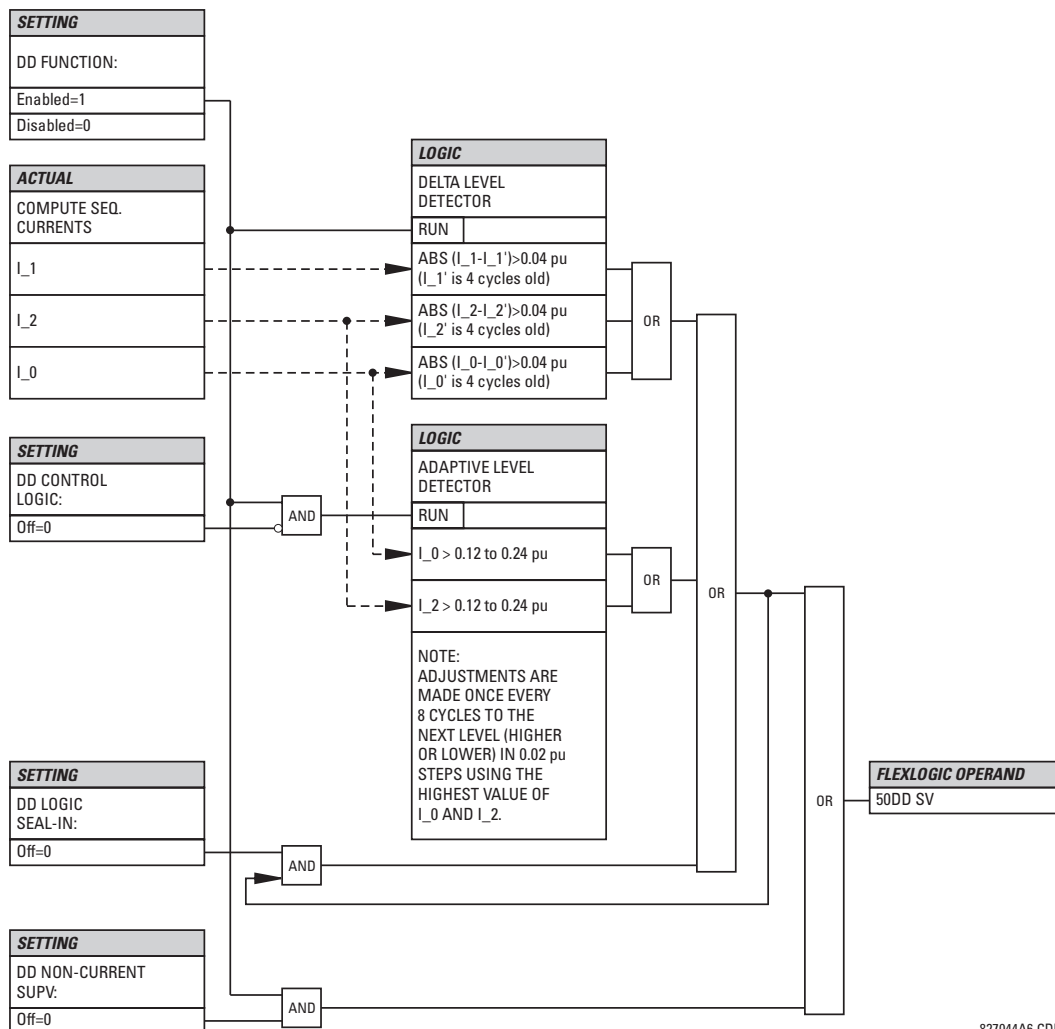 SETTING
DD FUNCTION:
Enabled=1
Disabled=0
ACTUAL
COMPUTE SEQ.
CURRENTS
I_1
I_2
I_0
SETTING
DD CONTROL
LOGIC:
Off=0
SETTING
DD LOGIC
SEAL-IN:
Off=0
SETTING
DD NON-CURRENT
SUPV:
Off=0
AND
AND
AND
LOGIC
DELTA LEVEL
DETECTOR
RUN
ABS (I_1-I_1')>0.04 pu
(I_1' is 4 cycles old)
ABS (I_2-I_2')>0.04 pu
(I_2' is 4 cycles old)
ABS (I_0-I_0')>0.04 pu
(I_0' is 4 cycles old)
LOGIC
ADAPTIVE LEVEL
DETECTOR
RUN
I_0 > 0.12 to 0.24 pu
I_2 > 0.12 to 0.24 pu
NOTE:
ADJUSTMENTS ARE
MADE ONCE EVERY
8 CYCLES TO THE
NEXT LEVEL (HIGHER
OR LOWER) IN 0.02 pu
STEPS USING THE
HIGHEST VALUE OF
I_0 AND I_2.
OR
OR
OR
OR
FLEXLOGIC OPERAND
50DD SV